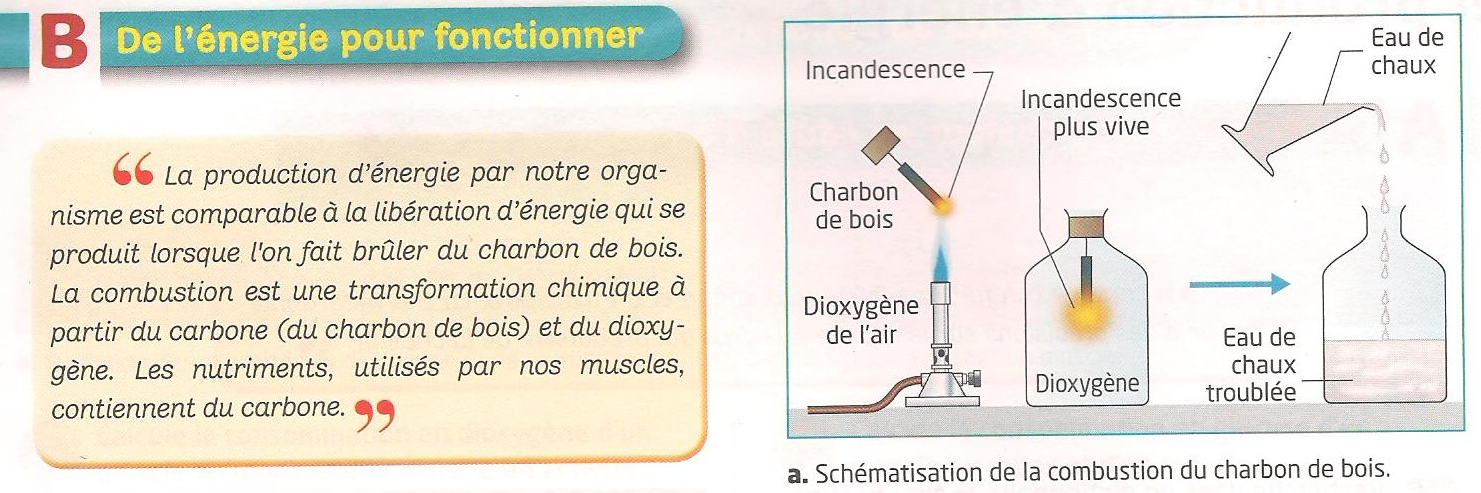 B De l'énergie pour fonctionner
“ La production d'énergie par notre orga-
nisme est comparable à la libération d'énergie qui se
produit lorsque l'on fait brûler du charbon de bois.
La combustion est une transformation chimique à
partir du carbone (du charbon de bois) et du dioxy-
gène. Les nutriments, utilisés par nos muscles,
contiennent du carbone. ”
Incandescence
Charbon
de bois
Dioxygène
de l'air
Incandescence
plus vive
Dioxygène
Eau de
chaux
Eau de
chaux
troublée
a. Schématisation de la combustion du charbon de bois.